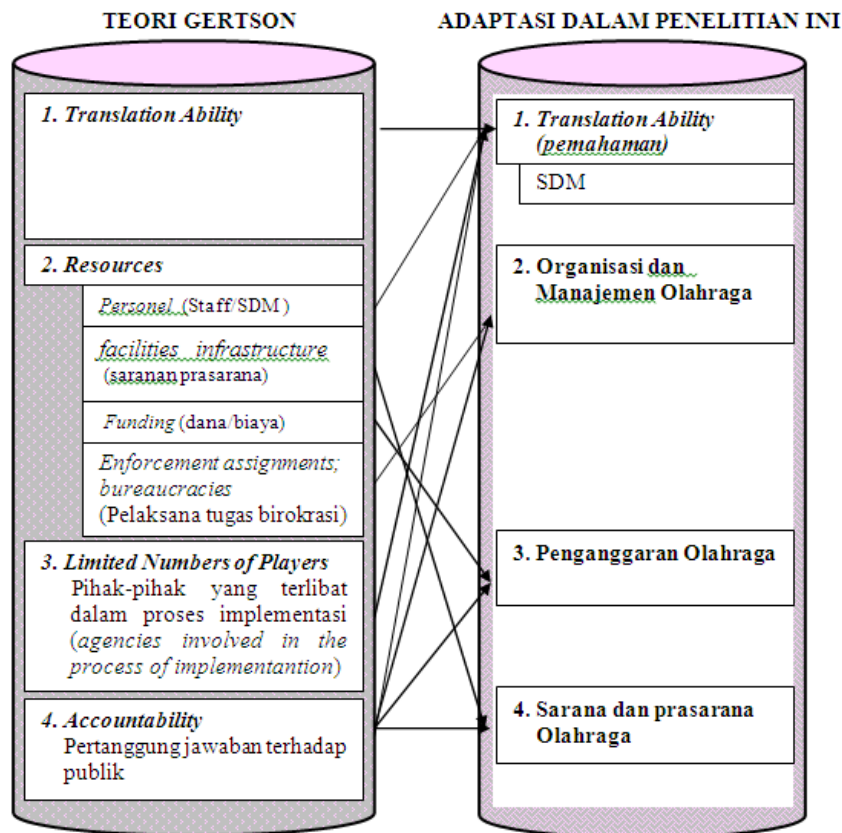 TEORI GERTSON
1. Translation Ability
2. Resources
Personel (Staff/SDM )
facilities infrastructure
(saranan prasarana)
Funding (dana/biaya)
Enforcement assignments;
bureaucracies
(Pelaksana tugas birokrasi)
3. Limited Numbers of Players
Pihak-pihak yang terlibat
dalam proses implementasi
(agencies involved in the
process of implementantion)
4. Accountability
Pertanggung jawaban terhadap
publik
ADAPTASI DALAM PENELITIAN INI
1. Translation Ability
(pemahaman)
SDM
2. Organisasi dan
Manajemen Olahraga
3. Penganggaran Olahraga
4. Sarana dan prasarana
Olahraga